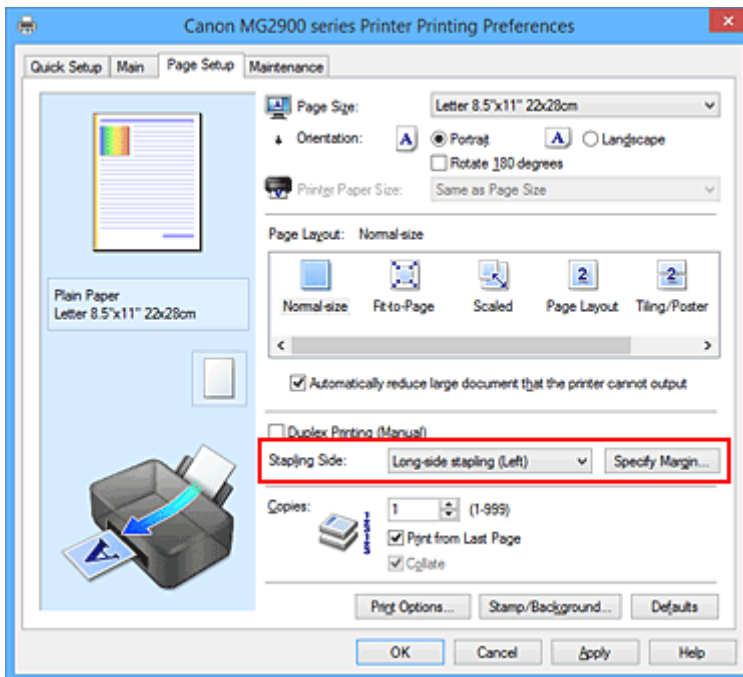 Canon MG2900 series Printer Printing Preferences
Quick Setup Main Page Setup Maintenance
Page Size: Letter 8.5"x11" 22x28cm
Orientation: A Portrait A Landscape
Rotate 180 degrees
Printer Paper Size: Same as Page Size
Page Layout: Normal-size
2 2
Normal-size Fit-to-Page Scaled Page Layout Tiling/Poster
Plain Paper
Letter 8.5"x11" 22x28cm
Automatically reduce large document that the printer cannot output
Duplex Printing (Manual)
Stapling Side: Long-side stapling (Left) Specify Margin...
Copies: 1 (1-999)
Print from Last Page
Collate
A
Print Options... Stamp/Background... Defaults
OK Cancel Apply Help